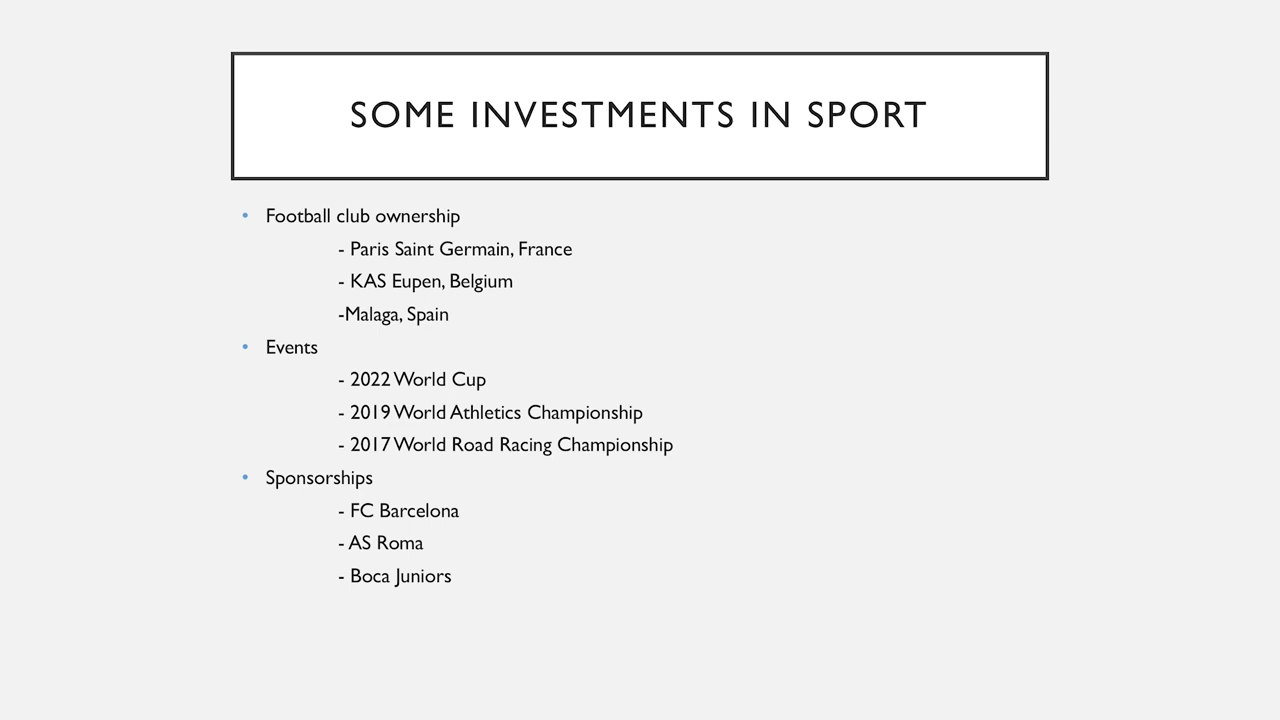 SOME INVESTMENTS IN SPORT
• Football club ownership
- Paris Saint Germain, France
- KAS Eupen, Belgium
-Malaga, Spain
• Events
- 2022 World Cup
- 2019 World Athletics Championship
- 2017 World Road Racing Championship
• Sponsorships
- FC Barcelona
- AS Roma
- Boca Juniors